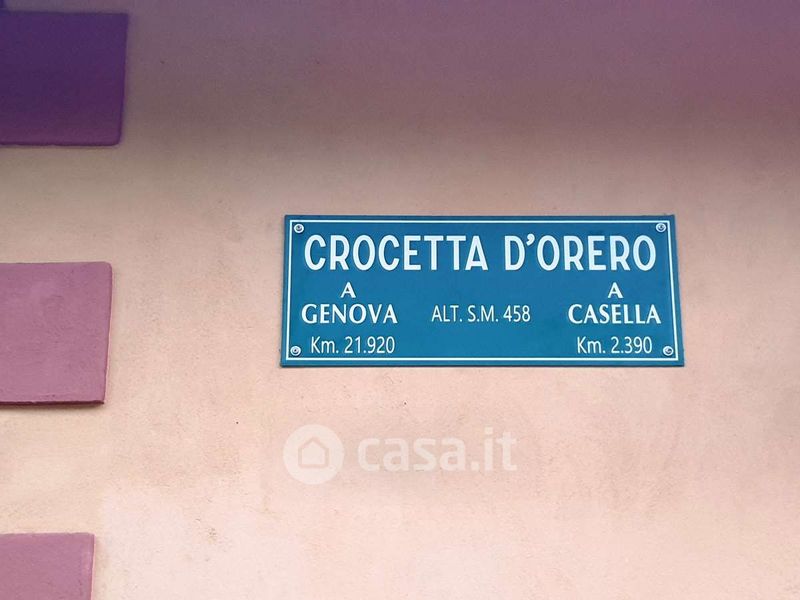 CROCETTA D'ORERO
A A
GENOVA ALT. S.M. 458 CASELLA
Km. 21.920 Km. 2.390
casa.it